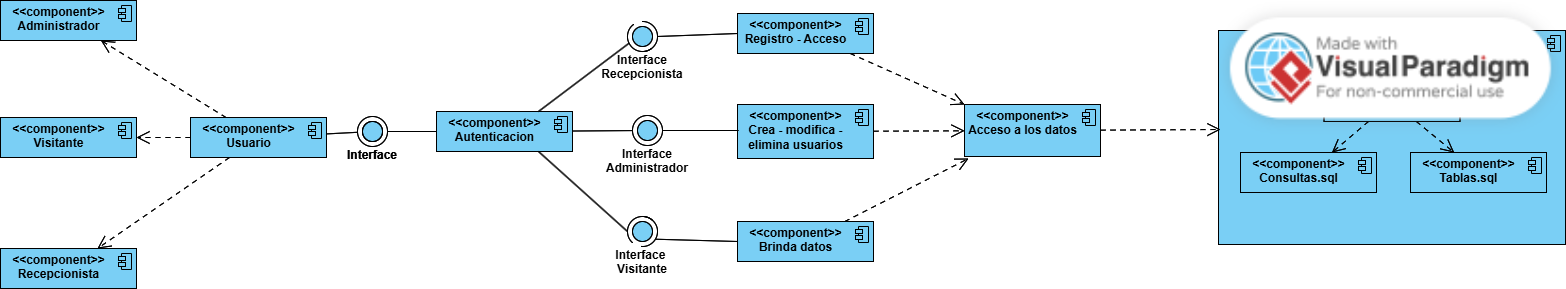 <<component>>
Administrador
<<component>>
Visitante
<<component>>
Recepcionista
<<component>>
Usuario
Interface
<<component>>
Autenticacion
Interface
Recepcionista
Interface
Administrador
Interface
Visitante
<<component>>
Registro - Acceso
<<component>>
Crea - modifica -
elimina usuarios
<<component>>
Brinda datos
<<component>>
Acceso a los datos
Made with
Visual Paradigm
For non-commercial use
<<component>>
Consultas.sql
<<component>>
Tablas.sql